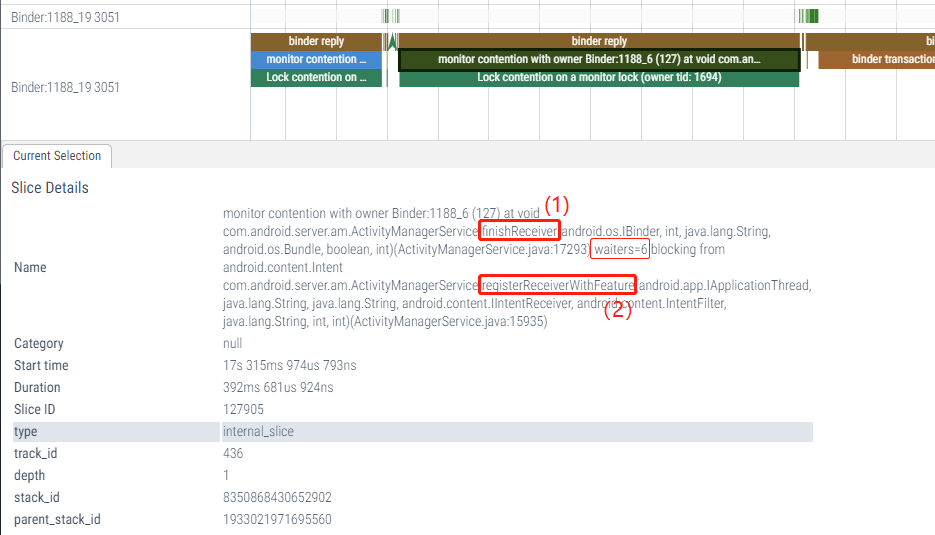 Binder:1188_19 3051
binder reply
binder reply
bi
monitor contention ...
monitor contention with owner Binder:1188_6 (127) at void com.an...
binder transaction
Lock contention on ...
Lock contention on a monitor lock (owner tid: 1694)
Binder:1188_19 3051
Current Selection
Slice Details
(1)
monitor contention with owner Binder:1188_6 (127) at void
com.android.server.am.ActivityManagerService.finishReceiver(android.os.IBinder, int, java.lang.String,
android.os.Bundle, boolean, int)(ActivityManagerService.java:17293) waiters=6 blocking from
Name
android.content.Intent
com.android.server.am.ActivityManagerService.registerReceiverWithFeature(android.app.IApplicationThread,
java.lang.String, java.lang.String, android.content.IIntentReceiver, android.content.IntentFilter,
(2)
java.lang.String, int, int)(ActivityManagerService.java:15935)
Category null
Start time 17s 315ms 974us 793ns
Duration 392ms 681us 924ns
Slice ID 127905
type internal_slice
track_id 436
depth 1
stack_id 8350868430652902
parent_stack_id 1933021971695560